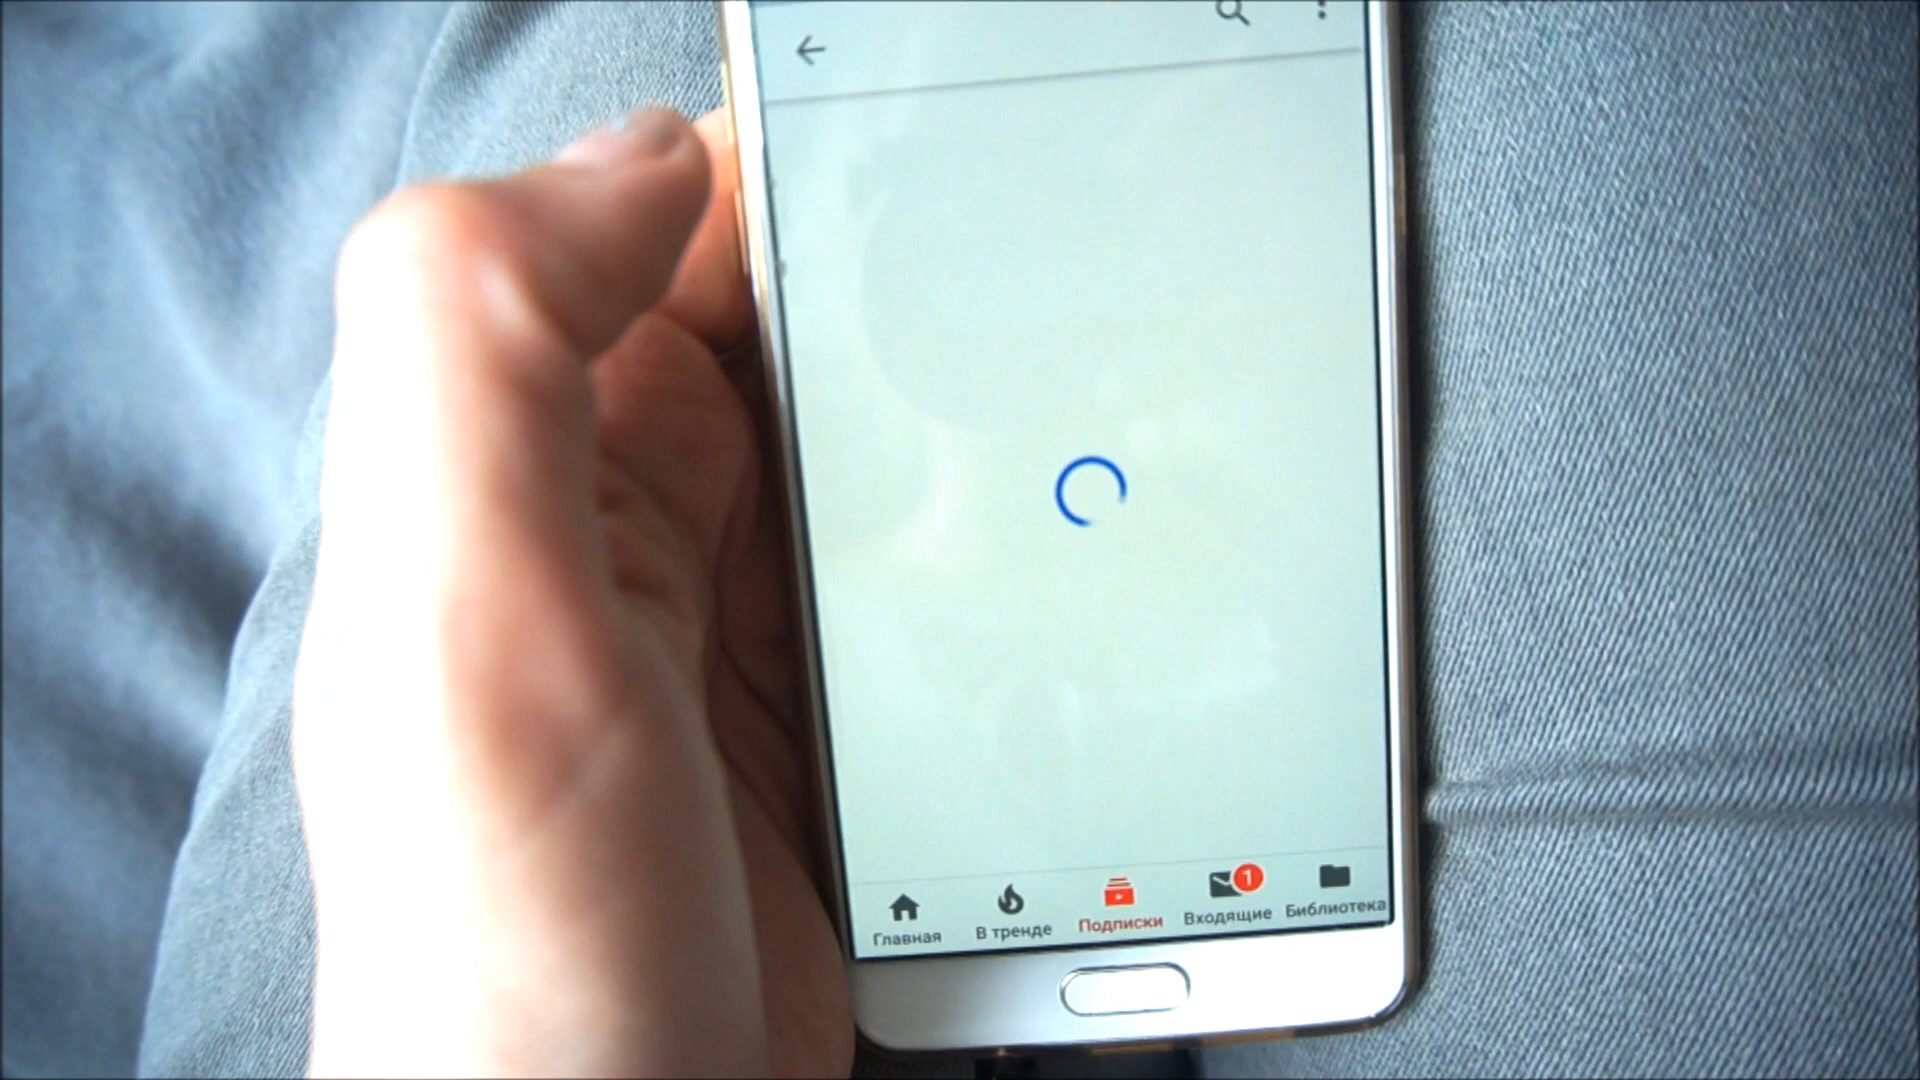 Главная
В тренде
Подписки
Входящие
1
Библиотека